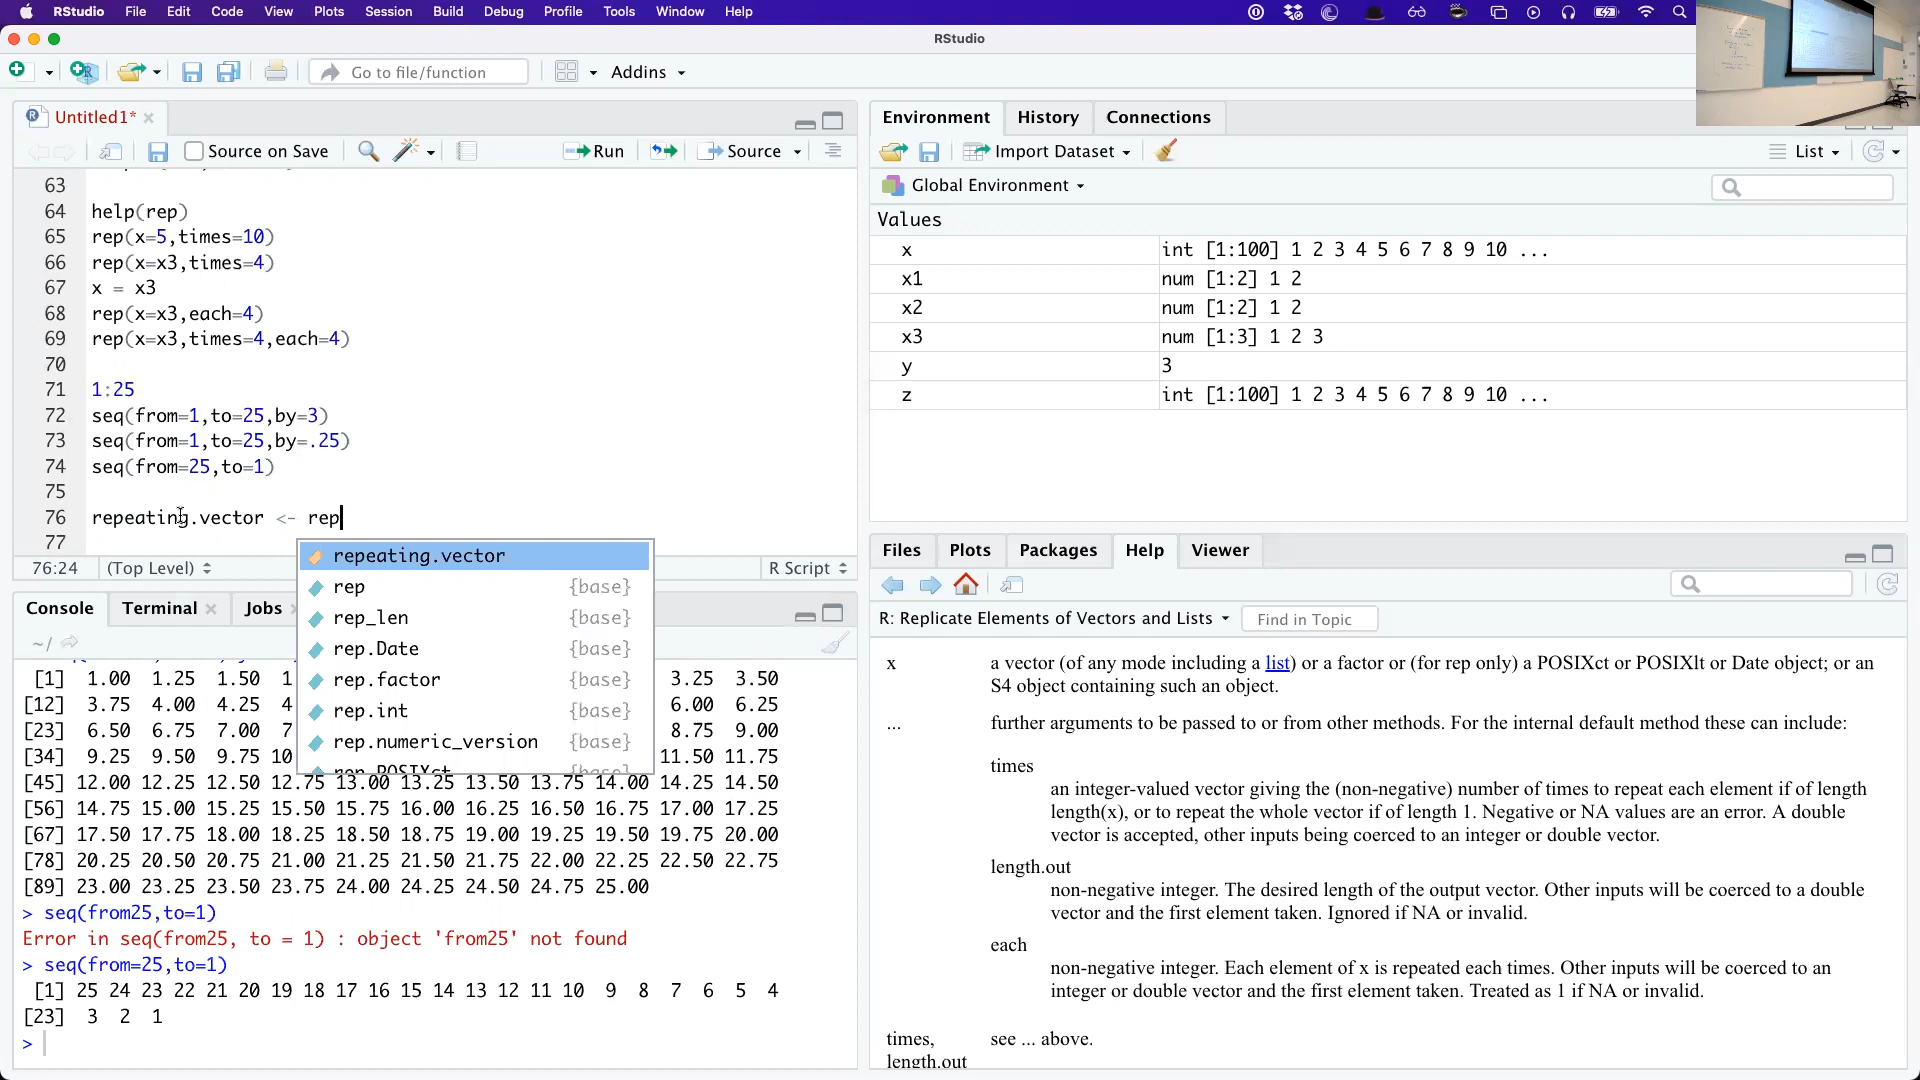 RStudio File Edit Code View Plots Session Build Debug Profile Tools Window Help
RStudio
Go to file/function
Addins
Untitled1*
Source on Save
Run
Source
63
64 help(rep)
65 rep(x=5,times=10)
66 rep(x=x3,times=4)
67 x = x3
68 rep(x=x3,each=4)
69 rep(x=x3,times=4,each=4)
70
71 1:25
72 seq(from=1,to=25,by=3)
73 seq(from=1,to=25,by=.25)
74 seq(from=25,to=1)
75
76 repeating.vector <- rep
77
repeating.vector
rep {base}
rep_len {base}
rep.Date {base}
rep.factor {base}
rep.int {base}
rep.numeric_version {base}
rep.POSIXct {base}
76:24 (Top Level) R Script
Console Terminal Jobs
~/
[1] 1.00 1.25 1.50 1 3.25 3.50
[12] 3.75 4.00 4.25 4 6.00 6.25
[23] 6.50 6.75 7.00 7 8.75 9.00
[34] 9.25 9.50 9.75 10 11.50 11.75
[45] 12.00 12.25 12.50 12.75 13.00 13.25 13.50 13.75 14.00 14.25 14.50
[56] 14.75 15.00 15.25 15.50 15.75 16.00 16.25 16.50 16.75 17.00 17.25
[67] 17.50 17.75 18.00 18.25 18.50 18.75 19.00 19.25 19.50 19.75 20.00
[78] 20.25 20.50 20.75 21.00 21.25 21.50 21.75 22.00 22.25 22.50 22.75
[89] 23.00 23.25 23.50 23.75 24.00 24.25 24.50 24.75 25.00
> seq(from25,to=1)
Error in seq(from25, to = 1) : object 'from25' not found
> seq(from=25,to=1)
[1] 25 24 23 22 21 20 19 18 17 16 15 14 13 12 11 10 9 8 7 6 5 4
[23] 3 2 1
>
Environment History Connections
Import Dataset
List
Global Environment
Values
x int [1:100] 1 2 3 4 5 6 7 8 9 10 ...
x1 num [1:2] 1 2
x2 num [1:2] 1 2
x3 num [1:3] 1 2 3
y 3
z int [1:100] 1 2 3 4 5 6 7 8 9 10 ...
Files Plots Packages Help Viewer
R: Replicate Elements of Vectors and Lists
Find in Topic
x a vector (of any mode including a list) or a factor or (for rep only) a POSIXct or POSIXlt or Date object; or an
S4 object containing such an object.
... further arguments to be passed to or from other methods. For the internal default method these can include:
times
an integer-valued vector giving the (non-negative) number of times to repeat each element if of length
length(x), or to repeat the whole vector if of length 1. Negative or NA values are an error. A double
vector is accepted, other inputs being coerced to an integer or double vector.
length.out
non-negative integer. The desired length of the output vector. Other inputs will be coerced to a double
vector and the first element taken. Ignored if NA or invalid.
each
non-negative integer. Each element of x is repeated each times. Other inputs will be coerced to an
integer or double vector and the first element taken. Treated as 1 if NA or invalid.
times, see ... above.
length.out